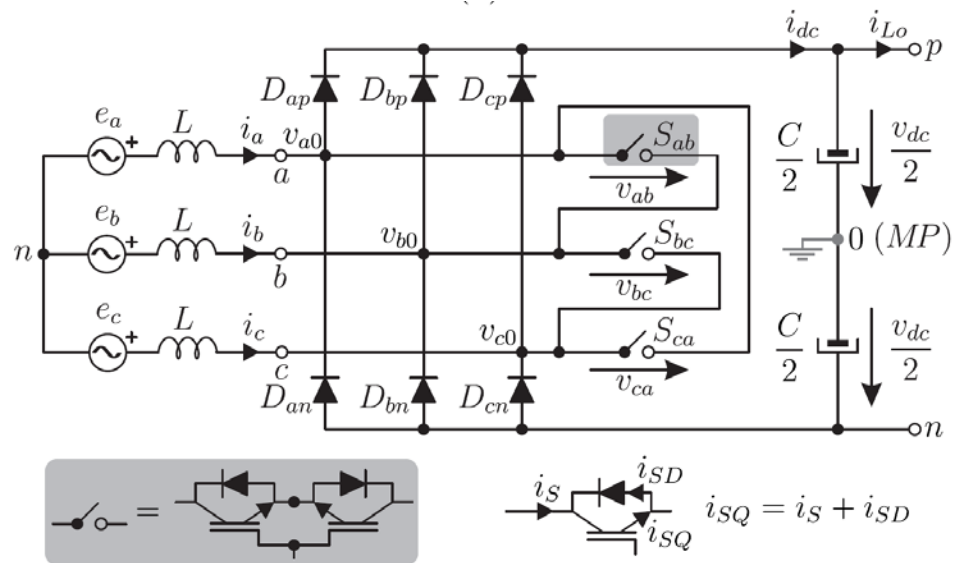 i_dc i_Lo p
D_ap D_bp D_cp
e_a + L i_a v_a0 a S_ab v_ab C/2 v_dc/2
n e_b + L i_b v_b0 b S_bc v_bc 0 (MP)
e_c + L i_c v_c0 c S_ca v_ca C/2 v_dc/2
D_an D_bn D_cn n
= i_S i_SD i_SQ i_SQ = i_S + i_SD